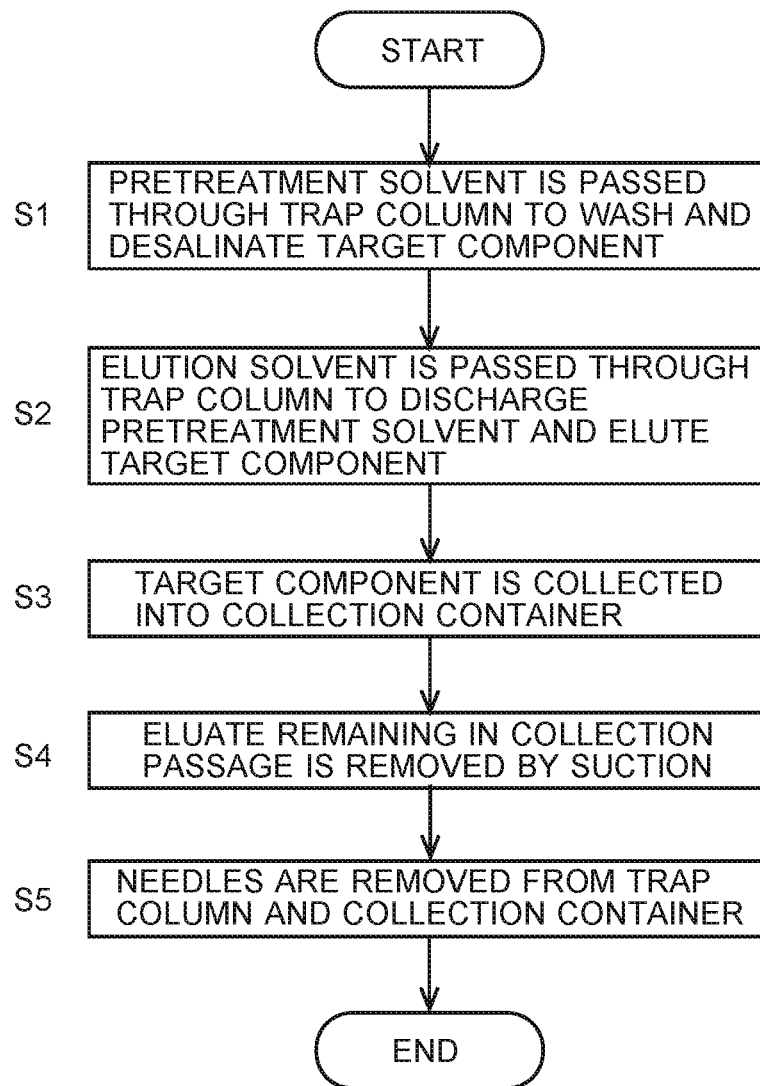 START
S1
PRETREATMENT SOLVENT IS PASSED
THROUGH TRAP COLUMN TO WASH AND
DESALINATE TARGET COMPONENT
S2
ELUTION SOLVENT IS PASSED THROUGH
TRAP COLUMN TO DISCHARGE
PRETREATMENT SOLVENT AND ELUTE
TARGET COMPONENT
S3
TARGET COMPONENT IS COLLECTED
INTO COLLECTION CONTAINER
S4
ELUATE REMAINING IN COLLECTION
PASSAGE IS REMOVED BY SUCTION
S5
NEEDLES ARE REMOVED FROM TRAP
COLUMN AND COLLECTION CONTAINER
END